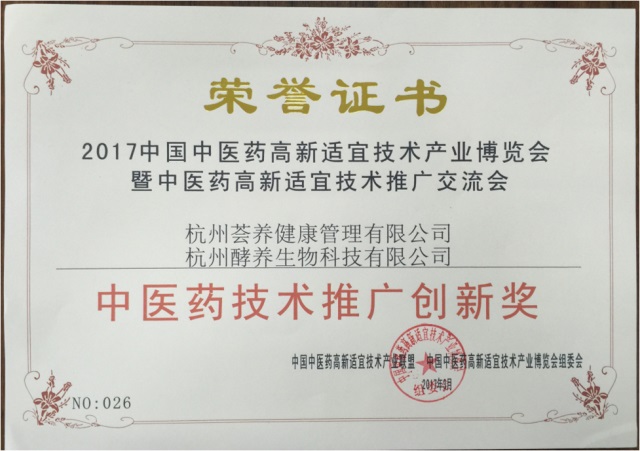 荣誉证书
2017中国中医药高新适宜技术产业博览会
暨中医药高新适宜技术推广交流会
杭州荟养健康管理有限公司
杭州酵养生物科技有限公司
中医药技术推广创新奖
中国中医药高新适宜技术产业联盟 中国中医药高新适宜技术产业博览会组委会
NO:026